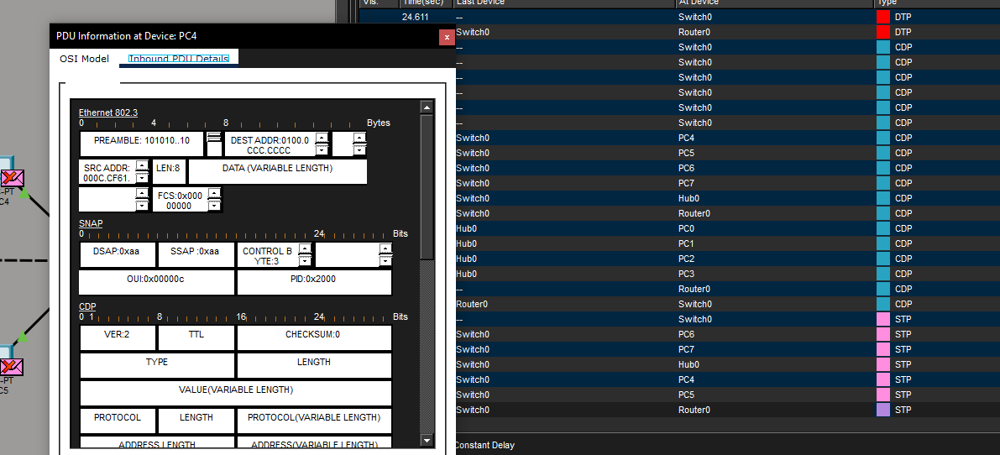 Vis. Time(sec) Last Device At Device Type
24.611 -- Switch0 DTP
Switch0 Router0 DTP
-- Switch0 CDP
-- Switch0 CDP
-- Switch0 CDP
-- Switch0 CDP
-- Switch0 CDP
-- Switch0 CDP
Switch0 PC4 CDP
Switch0 PC5 CDP
Switch0 PC6 CDP
Switch0 PC7 CDP
Switch0 Hub0 CDP
Switch0 Router0 CDP
Hub0 PC0 CDP
Hub0 PC1 CDP
Hub0 PC2 CDP
Hub0 PC3 CDP
-- Router0 CDP
Router0 Switch0 CDP
-- Switch0 STP
Switch0 PC6 STP
Switch0 PC7 STP
Switch0 Hub0 STP
Switch0 PC4 STP
Switch0 PC5 STP
Switch0 Router0 STP
Constant Delay
PDU Information at Device: PC4
x
OSI Model Inbound PDU Details
Ethernet 802.3
0 4 8 Bytes
PREAMBLE: 101010..10 DEST ADDR:0100.0
CCC.CCCC
SRC ADDR: LEN:8 DATA (VARIABLE LENGTH)
000C.CF61.
FCS:0x000
00000
SNAP
0 24 Bits
DSAP:0xaa SSAP :0xaa CONTROL B
YTE:3
OUI:0x00000c PID:0x2000
CDP
0 1 8 16 24 Bits
VER:2 TTL CHECKSUM:0
TYPE LENGTH
VALUE(VARIABLE LENGTH)
PROTOCOL LENGTH PROTOCOL(VARIABLE LENGTH)
ADDRESS LENGTH ADDRESS(VARIABLE LENGTH)
-PT
C4
-PT
C5